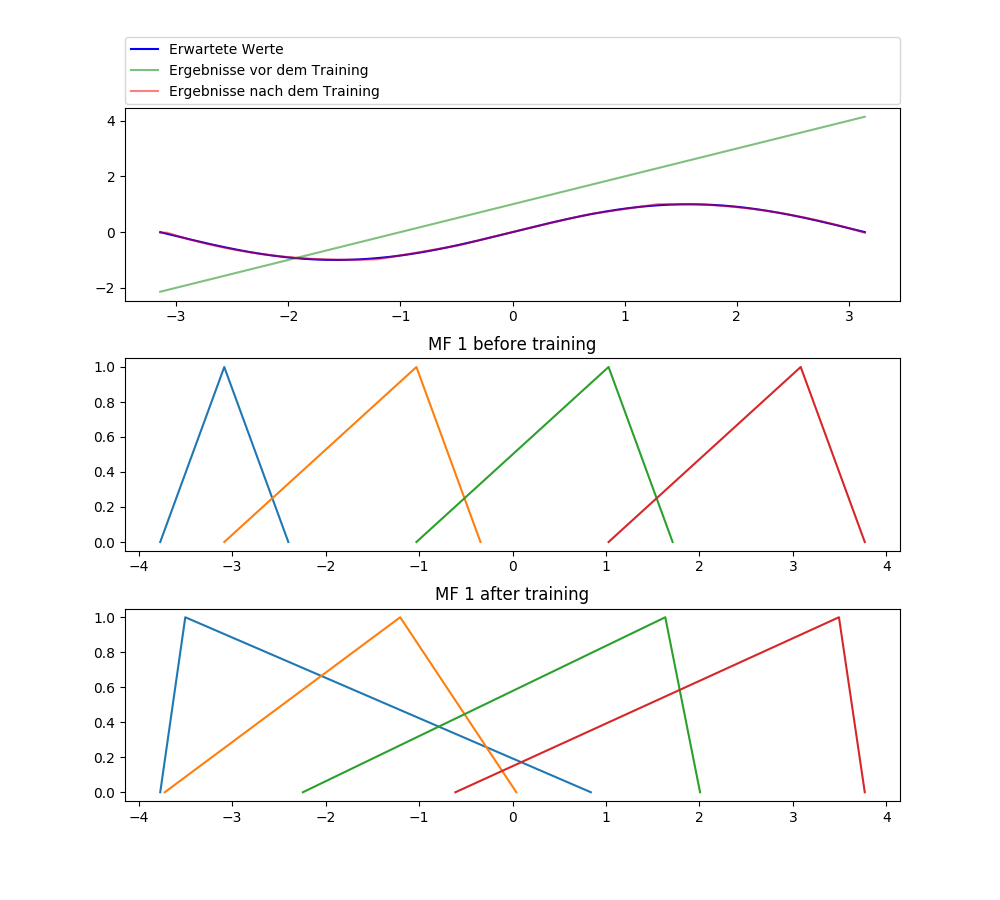 Erwartete Werte
Ergebnisse vor dem Training
Ergebnisse nach dem Training
4
2
0
−2
−3 −2 −1 0 1 2 3
MF 1 before training
1.0
0.8
0.6
0.4
0.2
0.0
−4 −3 −2 −1 0 1 2 3 4
MF 1 after training
1.0
0.8
0.6
0.4
0.2
0.0
−4 −3 −2 −1 0 1 2 3 4